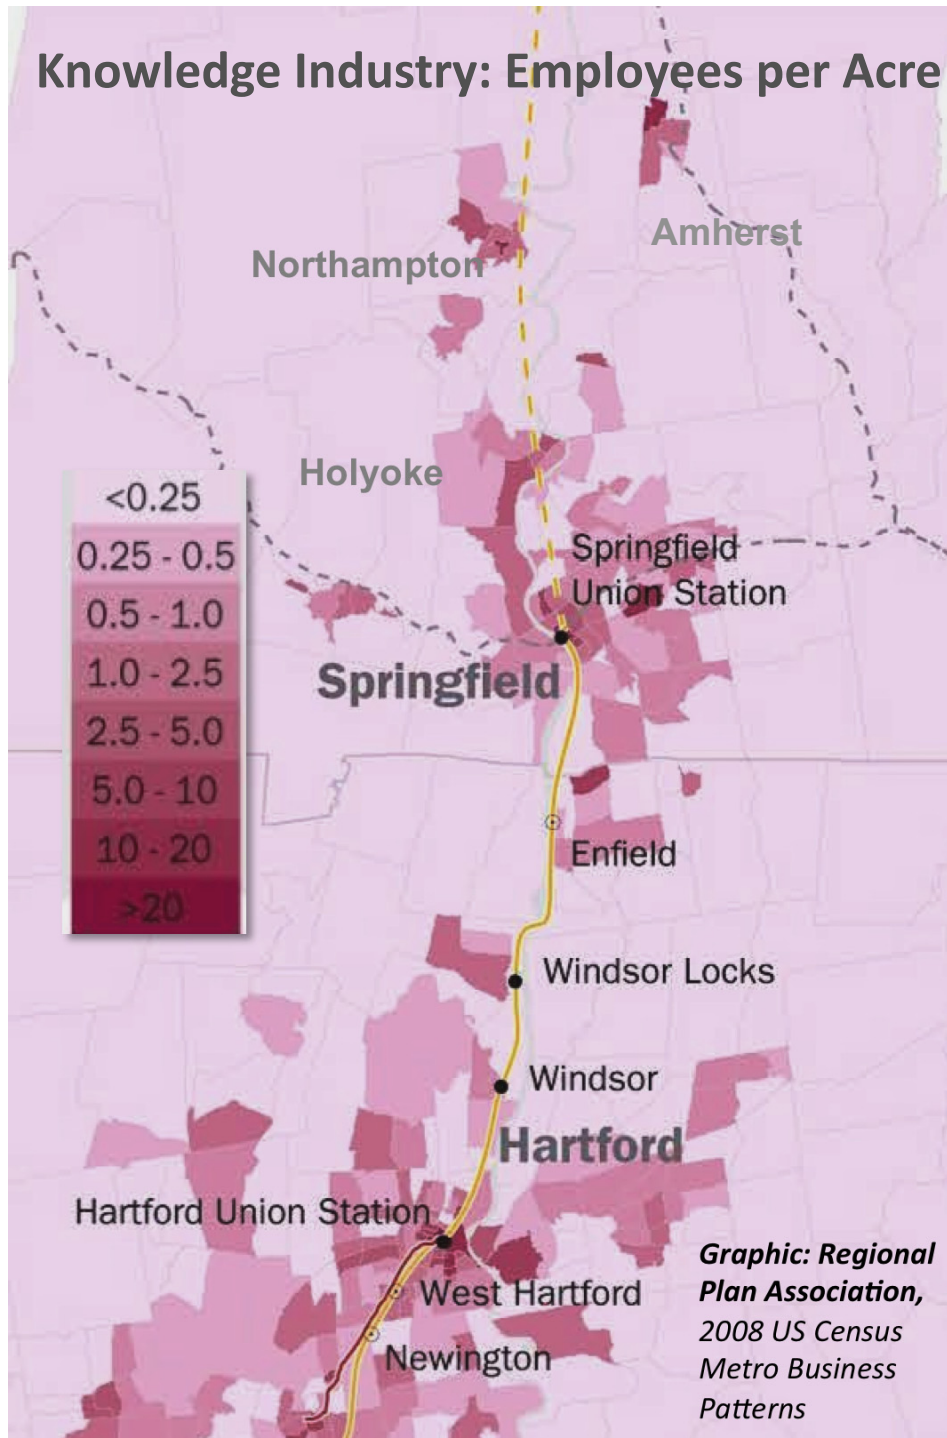 Knowledge Industry: Employees per Acre
Amherst
Northampton
Holyoke
<0.25
0.25 - 0.5
0.5 - 1.0
1.0 - 2.5
2.5 - 5.0
5.0 - 10
10 - 20
>20
Springfield
Union Station
Springfield
Enfield
Windsor Locks
Windsor
Hartford
Hartford Union Station
West Hartford
Newington
Graphic: Regional
Plan Association,
2008 US Census
Metro Business
Patterns